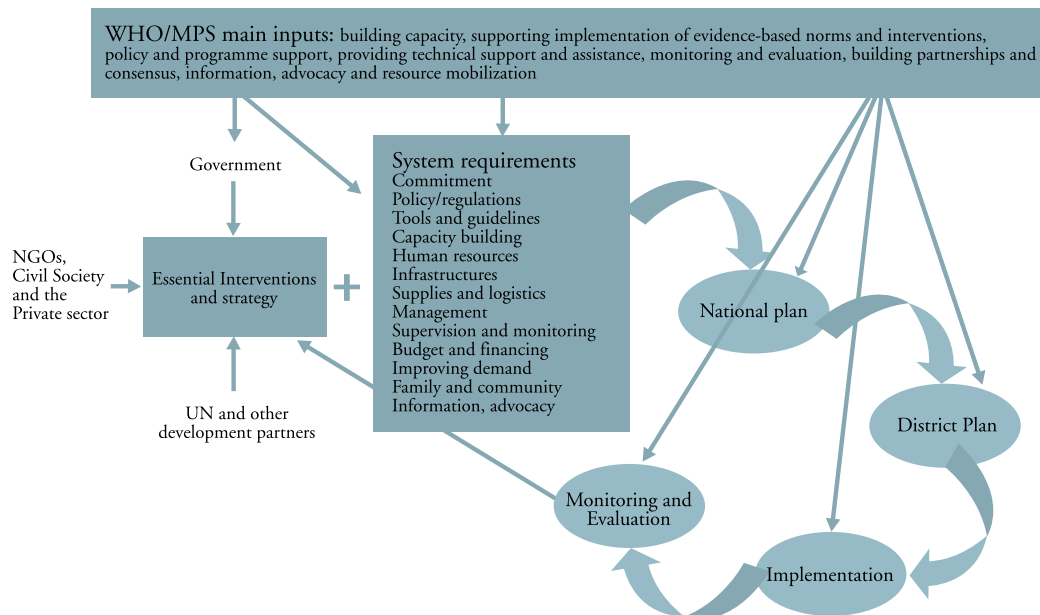 WHO/MPS main inputs: building capacity, supporting implementation of evidence-based norms and interventions,
policy and programme support, providing technical support and assistance, monitoring and evaluation, building partnerships and
consensus, information, advocacy and resource mobilization
Government
NGOs,
Civil Society
and the
Private sector
Essential Interventions
and strategy
+
UN and other
development partners
System requirements
Commitment
Policy/regulations
Tools and guidelines
Capacity building
Human resources
Infrastructures
Supplies and logistics
Management
Supervision and monitoring
Budget and financing
Improving demand
Family and community
Information, advocacy
National plan
District Plan
Implementation
Monitoring and
Evaluation